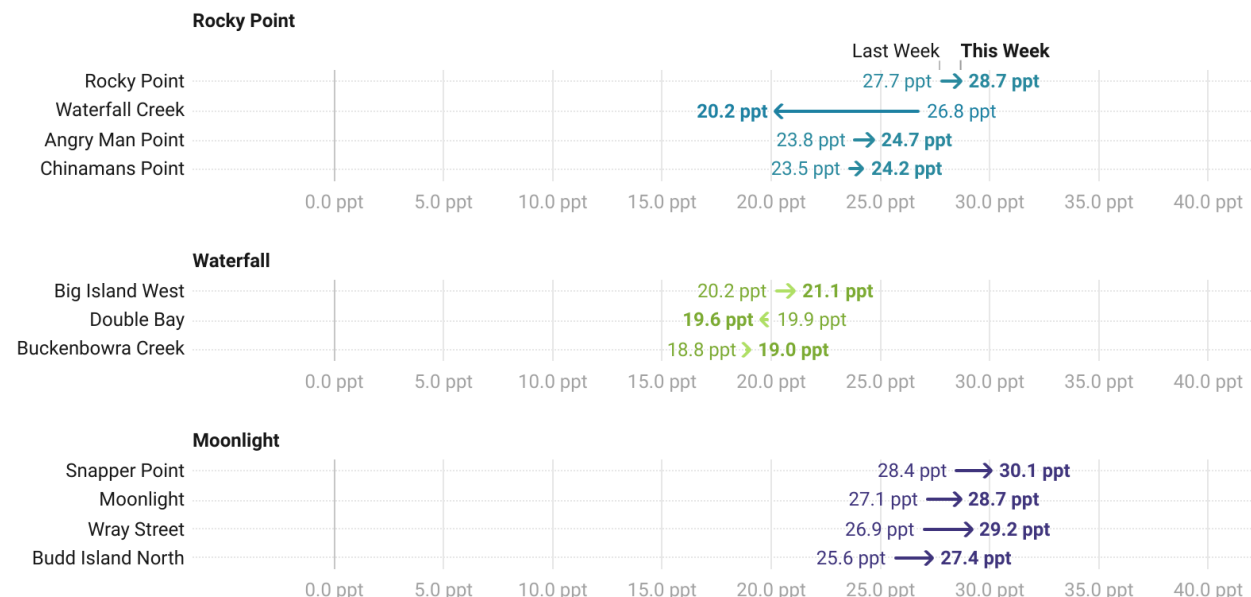 Rocky Point
Last Week This Week
Rocky Point 27.7 ppt 28.7 ppt
Waterfall Creek 20.2 ppt 26.8 ppt
Angry Man Point 23.8 ppt 24.7 ppt
Chinamans Point 23.5 ppt 24.2 ppt
0.0 ppt 5.0 ppt 10.0 ppt 15.0 ppt 20.0 ppt 25.0 ppt 30.0 ppt 35.0 ppt 40.0 ppt
Waterfall
Big Island West 20.2 ppt 21.1 ppt
Double Bay 19.6 ppt 19.9 ppt
Buckenbowra Creek 18.8 ppt 19.0 ppt
0.0 ppt 5.0 ppt 10.0 ppt 15.0 ppt 20.0 ppt 25.0 ppt 30.0 ppt 35.0 ppt 40.0 ppt
Moonlight
Snapper Point 28.4 ppt 30.1 ppt
Moonlight 27.1 ppt 28.7 ppt
Wray Street 26.9 ppt 29.2 ppt
Budd Island North 25.6 ppt 27.4 ppt
0.0 ppt 5.0 ppt 10.0 ppt 15.0 ppt 20.0 ppt 25.0 ppt 30.0 ppt 35.0 ppt 40.0 ppt